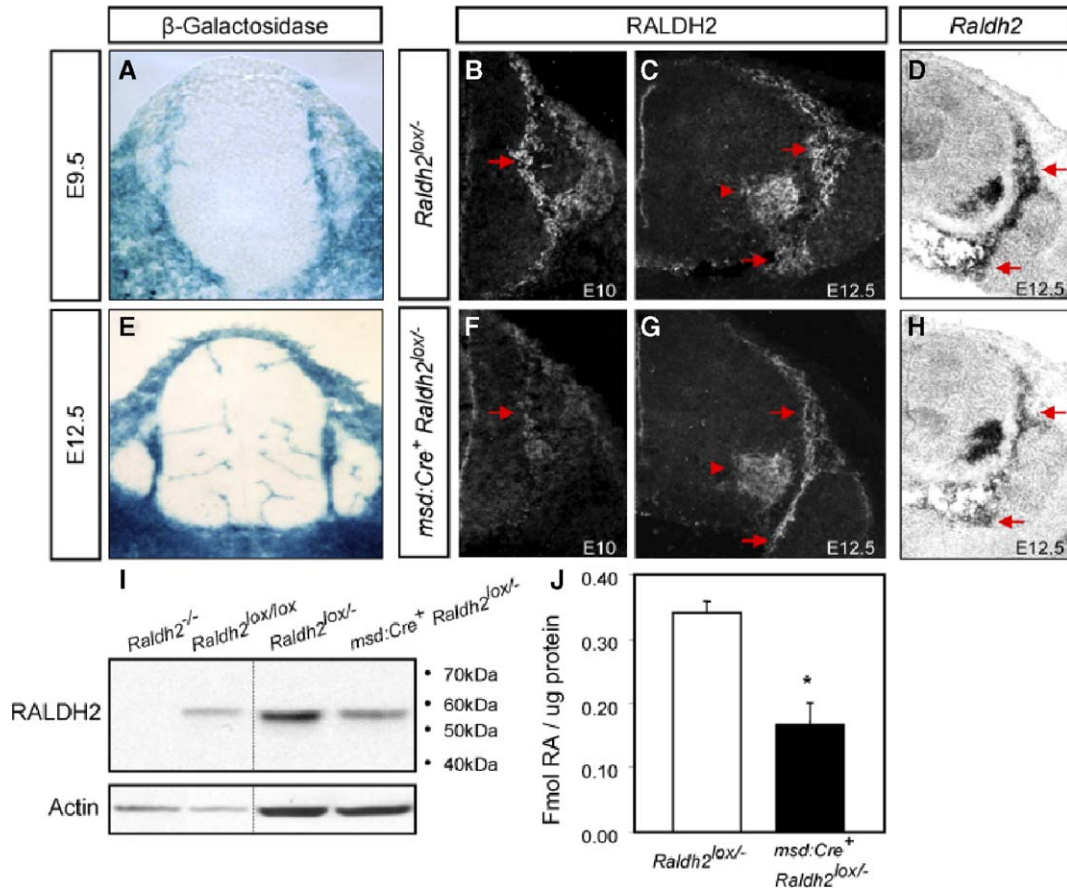 β-Galactosidase
RALDH2
Raldh2
E9.5
A
Raldh2lox/-
B
E10
C
E12.5
D
E12.5
E12.5
E
msd:Cre+ Raldh2lox/-
F
E10
G
E12.5
H
E12.5
I
Raldh2-/-
Raldh2lox/lox
Raldh2lox/-
msd:Cre+ Raldh2lox/-
RALDH2
• 70kDa
• 60kDa
• 50kDa
• 40kDa
Actin
J
Fmol RA / ug protein
0.40
0.30
0.20
0.10
0.00
*
Raldh2lox/-
msd:Cre+
Raldh2lox/-